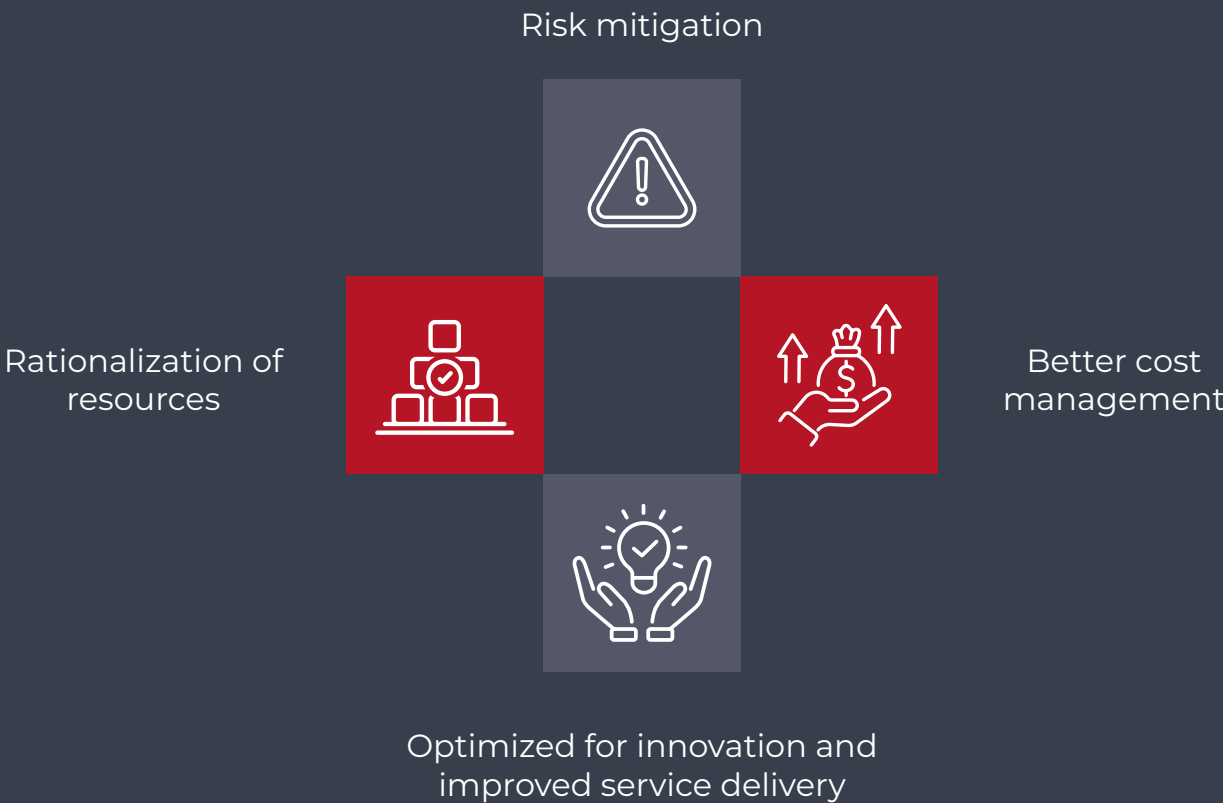 Risk mitigation
Rationalization of
resources
$
Better cost
management
Optimized for innovation and
improved service delivery